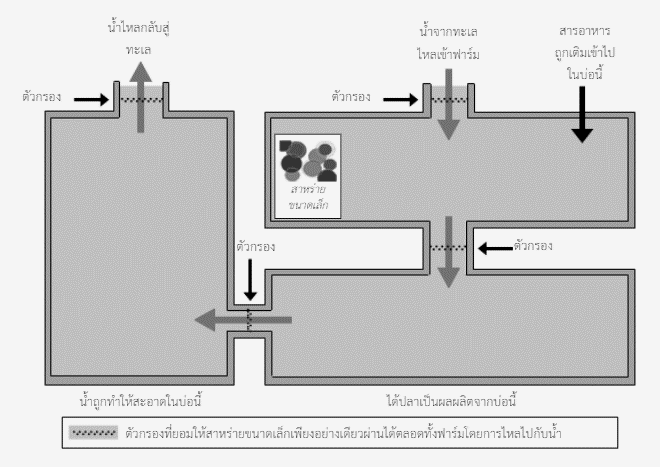 น้ำไหลกลับสู่
ทะเล
น้ำจากทะเล
ไหลเข้าฟาร์ม
สารอาหาร
ถูกเติมเข้าไป
ในบ่อนี้
ตัวกรอง
ตัวกรอง
สาหร่าย
ขนาดเล็ก
ตัวกรอง
ตัวกรอง
น้ำถูกทำให้สะอาดในบ่อนี้
ได้ปลาเป็นผลผลิตจากบ่อนี้
ตัวกรองที่ยอมให้สาหร่ายขนาดเล็กเพียงอย่างเดียวผ่านได้ตลอดทั้งฟาร์มโดยการไหลไปกับน้ำ